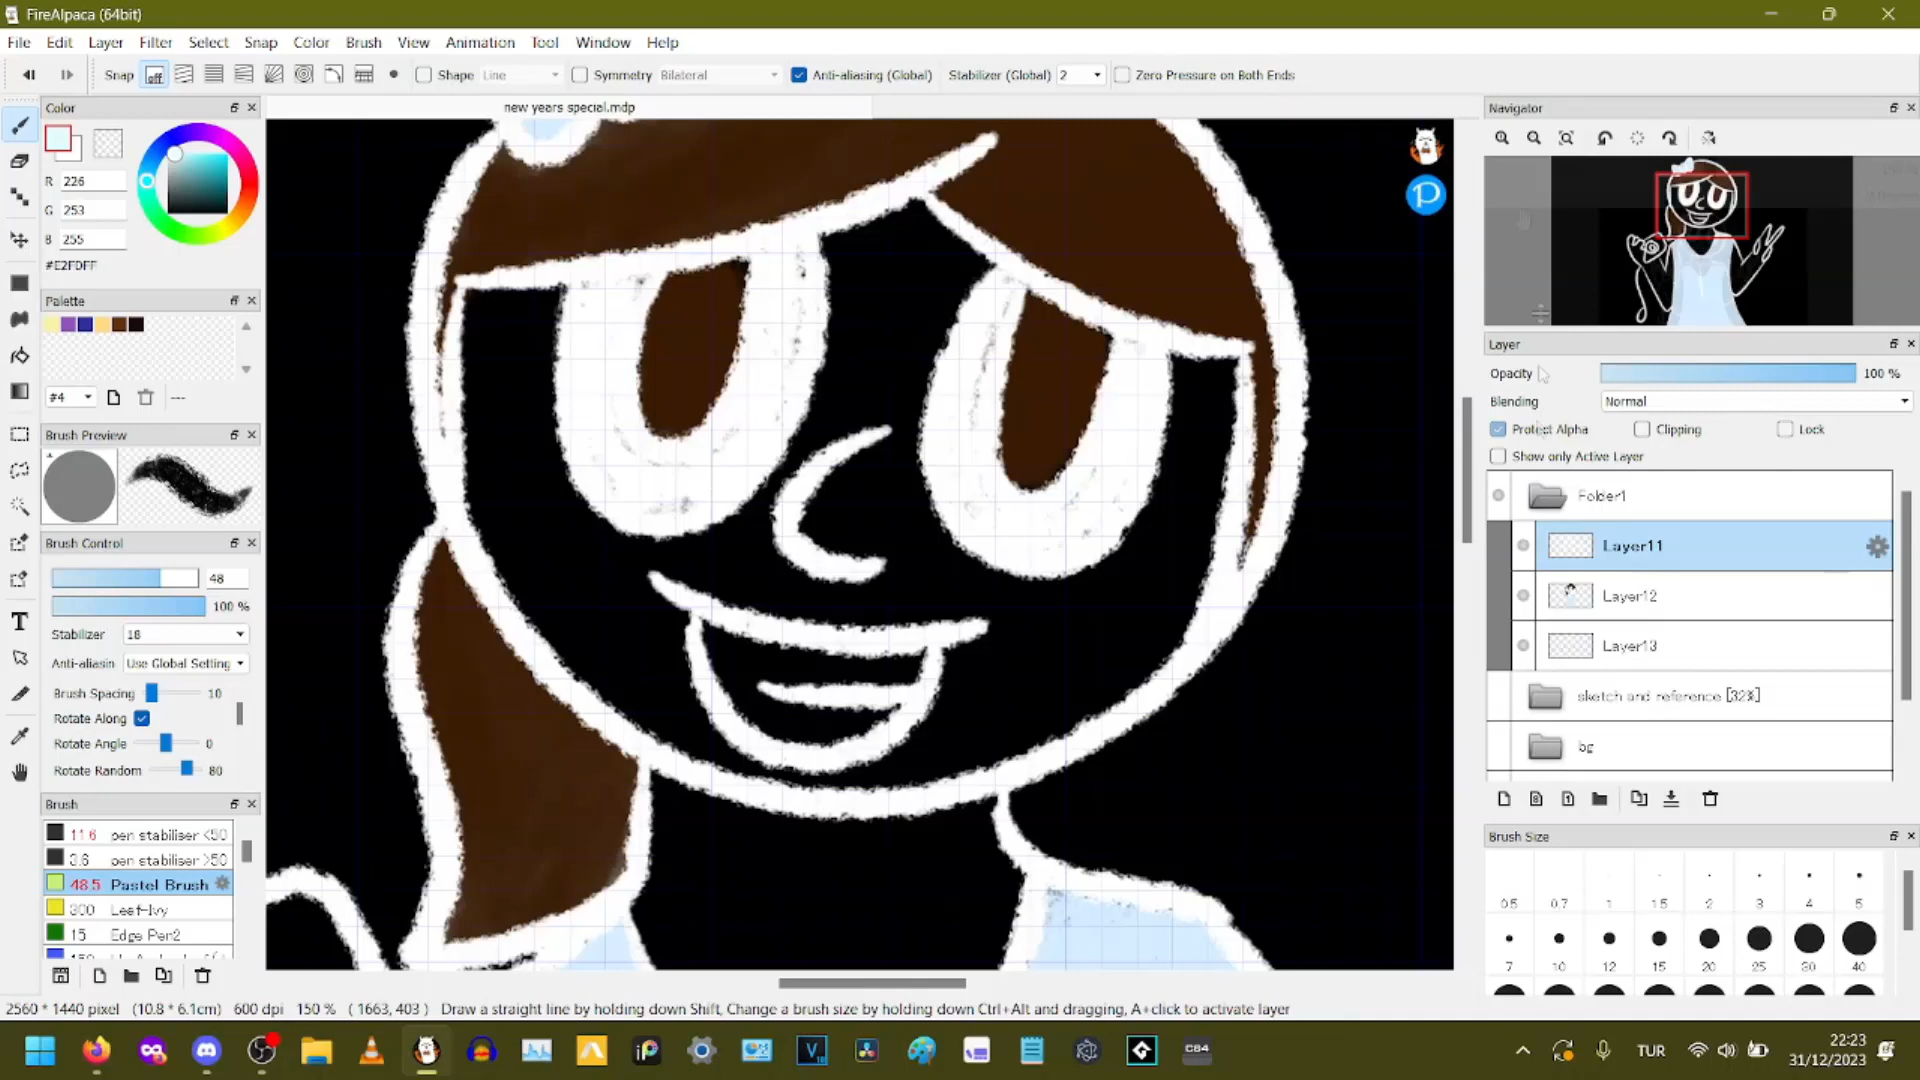 FireAlpaca (64bit)
File Edit Layer Filter Select Snap Color Brush View Animation Tool Window Help
Snap off Shape Line Symmetry Bilateral Anti-aliasing (Global) Stabilizer (Global) 2 Zero Pressure on Both Ends
Color
new years special.mdp
Navigator
R 226
G 253
B 255
#E2FDFF
Palette
#4 ---
Layer
Opacity 100 %
Blending Normal
Protect Alpha Clipping Lock
Show only Active Layer
Folder1
Layer11
Layer12
Layer13
sketch and reference [32%]
bg
Brush Preview
Brush Control
48
100 %
Stabilizer 18
Anti-aliasin Use Global Setting
Brush Spacing 10
Rotate Along
Rotate Angle 0
Rotate Random 80
Brush
11.6 pen stabiliser <50
3.6 pen stabiliser >50
48.5 Pastel Brush
300 Leaf-Ivy
15 Edge Pen2
Brush Size
0.5 0.7 1 1.5 2 3 4 5
7 10 12 15 20 25 30 40
2560 * 1440 pixel (10.8 * 6.1cm) 600 dpi 150 % ( 1663, 403 ) Draw a straight line by holding down Shift, Change a brush size by holding down Ctrl+Alt and dragging, A+click to activate layer
TUR
22:23
31/12/2023
C64